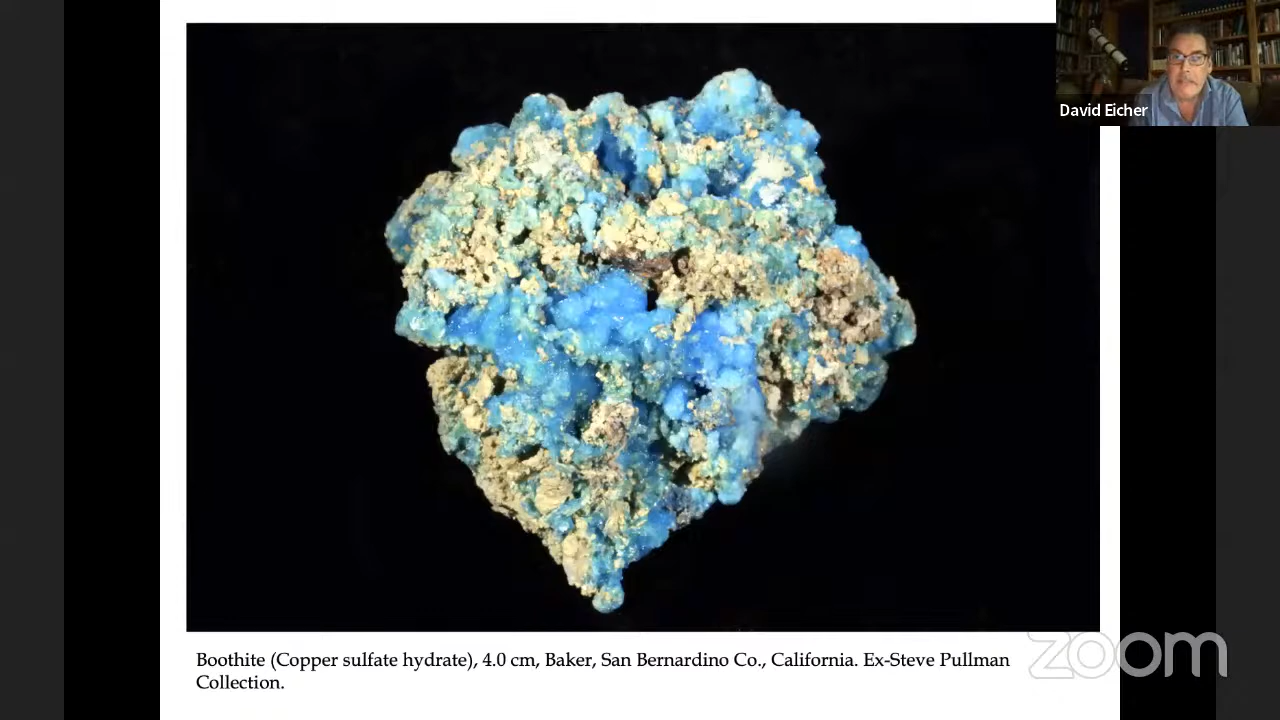 David Eicher
Boothite (Copper sulfate hydrate), 4.0 cm, Baker, San Bernardino Co., California. Ex-Steve Pullman
Collection.
zoom